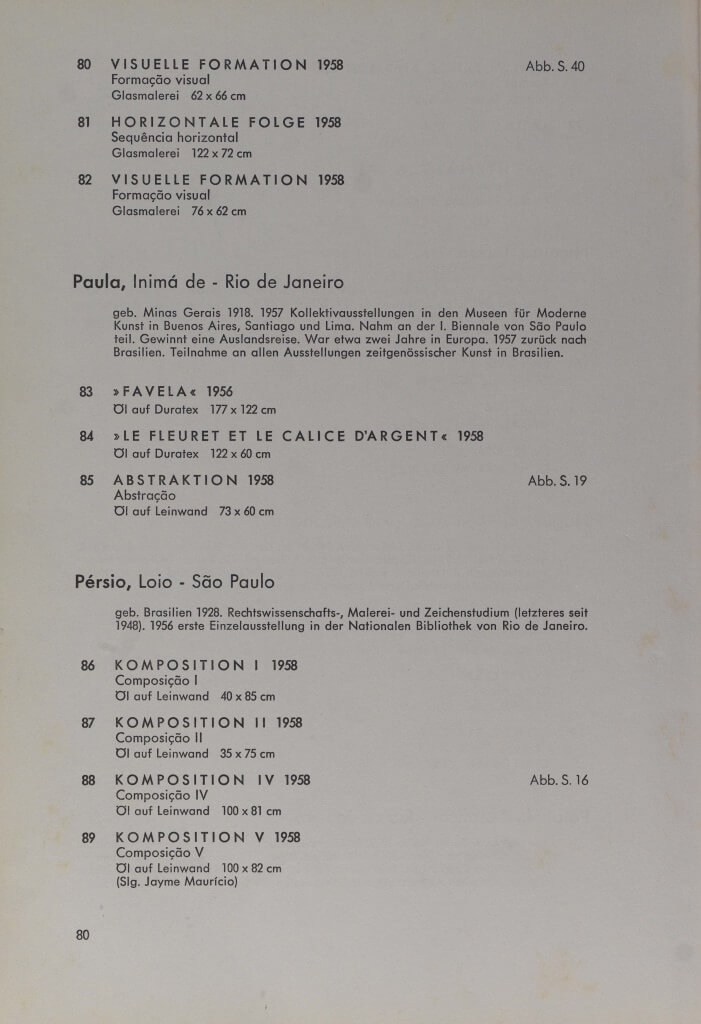 80 VISUELLE FORMATION 1958 Abb. S. 40
Formação visual
Glasmalerei 62 x 66 cm
81 HORIZONTALE FOLGE 1958
Sequência horizontal
Glasmalerei 122 x 72 cm
82 VISUELLE FORMATION 1958
Formação visual
Glasmalerei 76 x 62 cm
Paula, Inimá de - Rio de Janeiro
geb. Minas Gerais 1918. 1957 Kollektivausstellungen in den Museen für Moderne
Kunst in Buenos Aires, Santiago und Lima. Nahm an der I. Biennale von São Paulo
teil. Gewinnt eine Auslandsreise. War etwa zwei Jahre in Europa. 1957 zurück nach
Brasilien. Teilnahme an allen Ausstellungen zeitgenössischer Kunst in Brasilien.
83 »FAVELA« 1956
Öl auf Duratex 177 x 122 cm
84 »LE FLEURET ET LE CALICE D'ARGENT« 1958
Öl auf Duratex 122 x 60 cm
85 ABSTRAKTION 1958 Abb. S. 19
Abstração
Öl auf Leinwand 73 x 60 cm
Pérsio, Loio - São Paulo
geb. Brasilien 1928. Rechtswissenschafts-, Malerei- und Zeichenstudium (letzteres seit
1948). 1956 erste Einzelausstellung in der Nationalen Bibliothek von Rio de Janeiro.
86 KOMPOSITION I 1958
Composição I
Öl auf Leinwand 40 x 85 cm
87 KOMPOSITION II 1958
Composição II
Öl auf Leinwand 35 x 75 cm
88 KOMPOSITION IV 1958 Abb. S. 16
Composição IV
Öl auf Leinwand 100 x 81 cm
89 KOMPOSITION V 1958
Composição V
Öl auf Leinwand 100 x 82 cm
(Slg. Jayme Maurício)
80